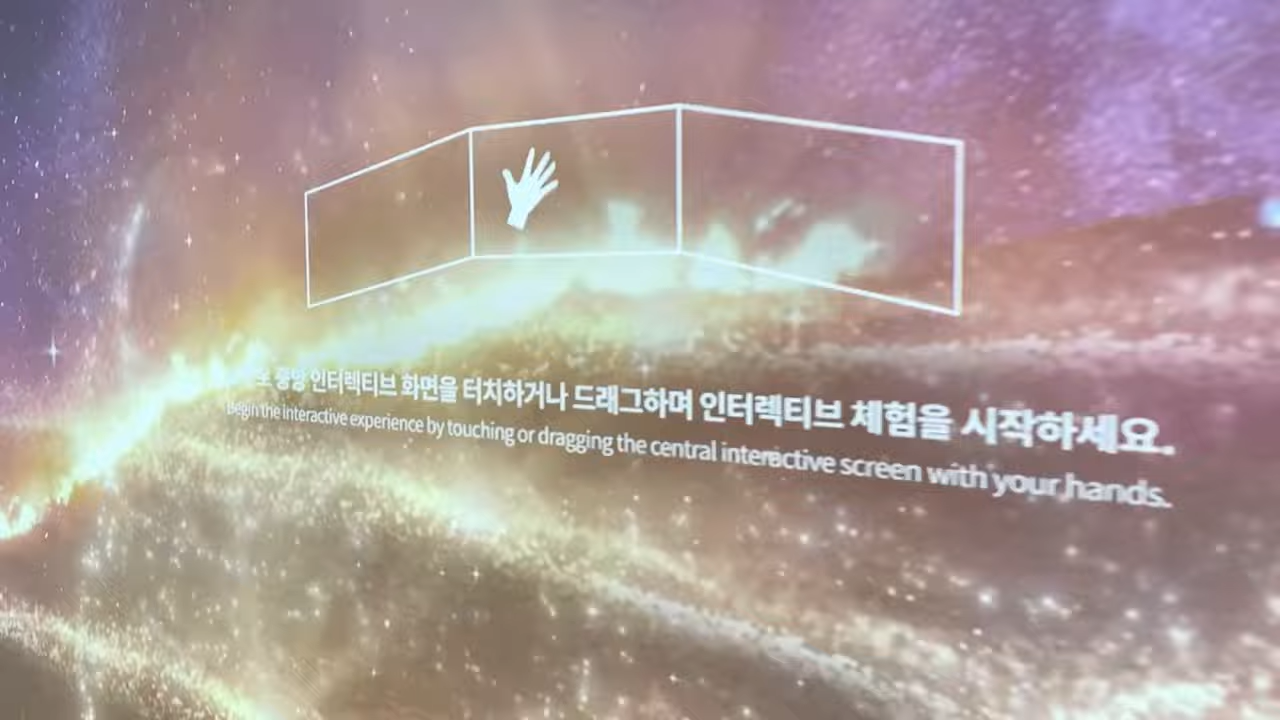 중앙 인터렉티브 화면을 터치하거나 드래그하며 인터렉티브 체험을 시작하세요.
Begin the interactive experience by touching or dragging the central interactive screen with your hands.